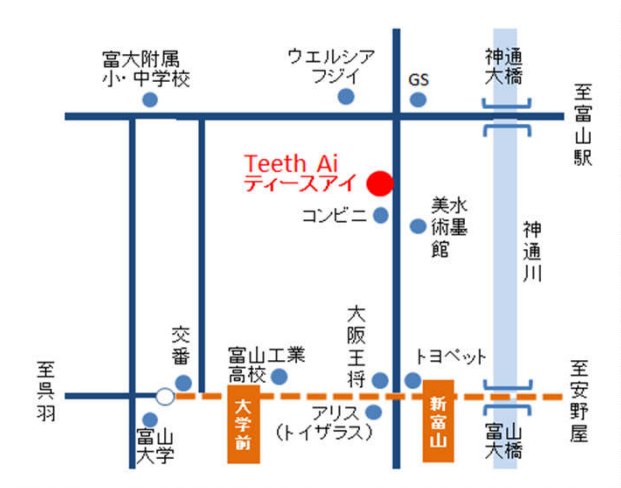 富大附属
小・中学校
ウエルシア
フジイ
GS
神通
大橋
至富山駅
Teeth Ai
ティースアイ
コンビニ
水墨
美術館
神通川
大阪王将
トヨペット
交番
富山工業
高校
至呉羽
至安野屋
大学前
新富山
アリス
（トイザラス）
富山
大学
富山
大橋